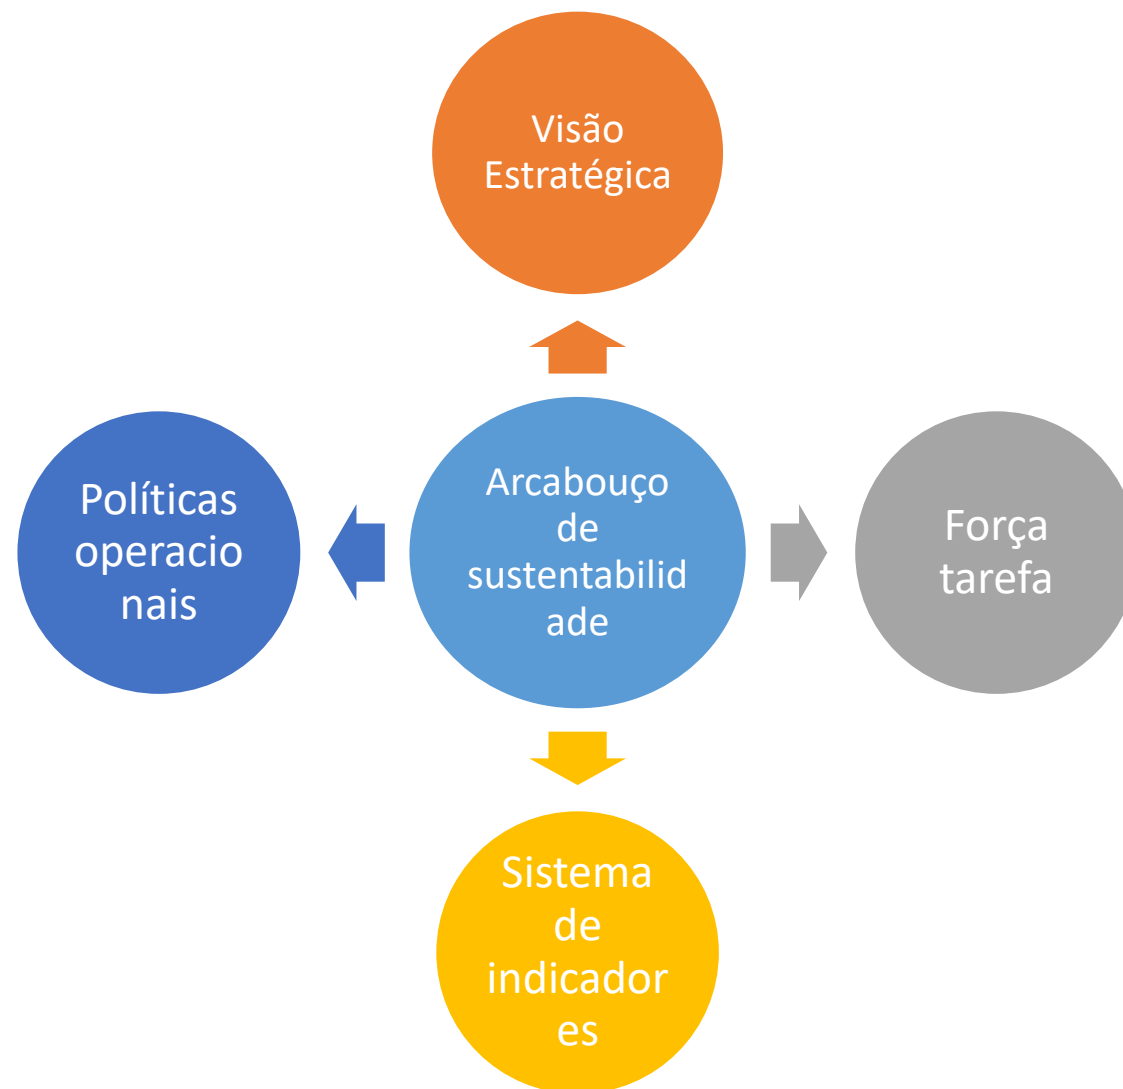 Visão
Estratégica
Políticas
operacio
nais
Arcabouço
de
sustentabilid
ade
Força
tarefa
Sistema
de
indicador
es